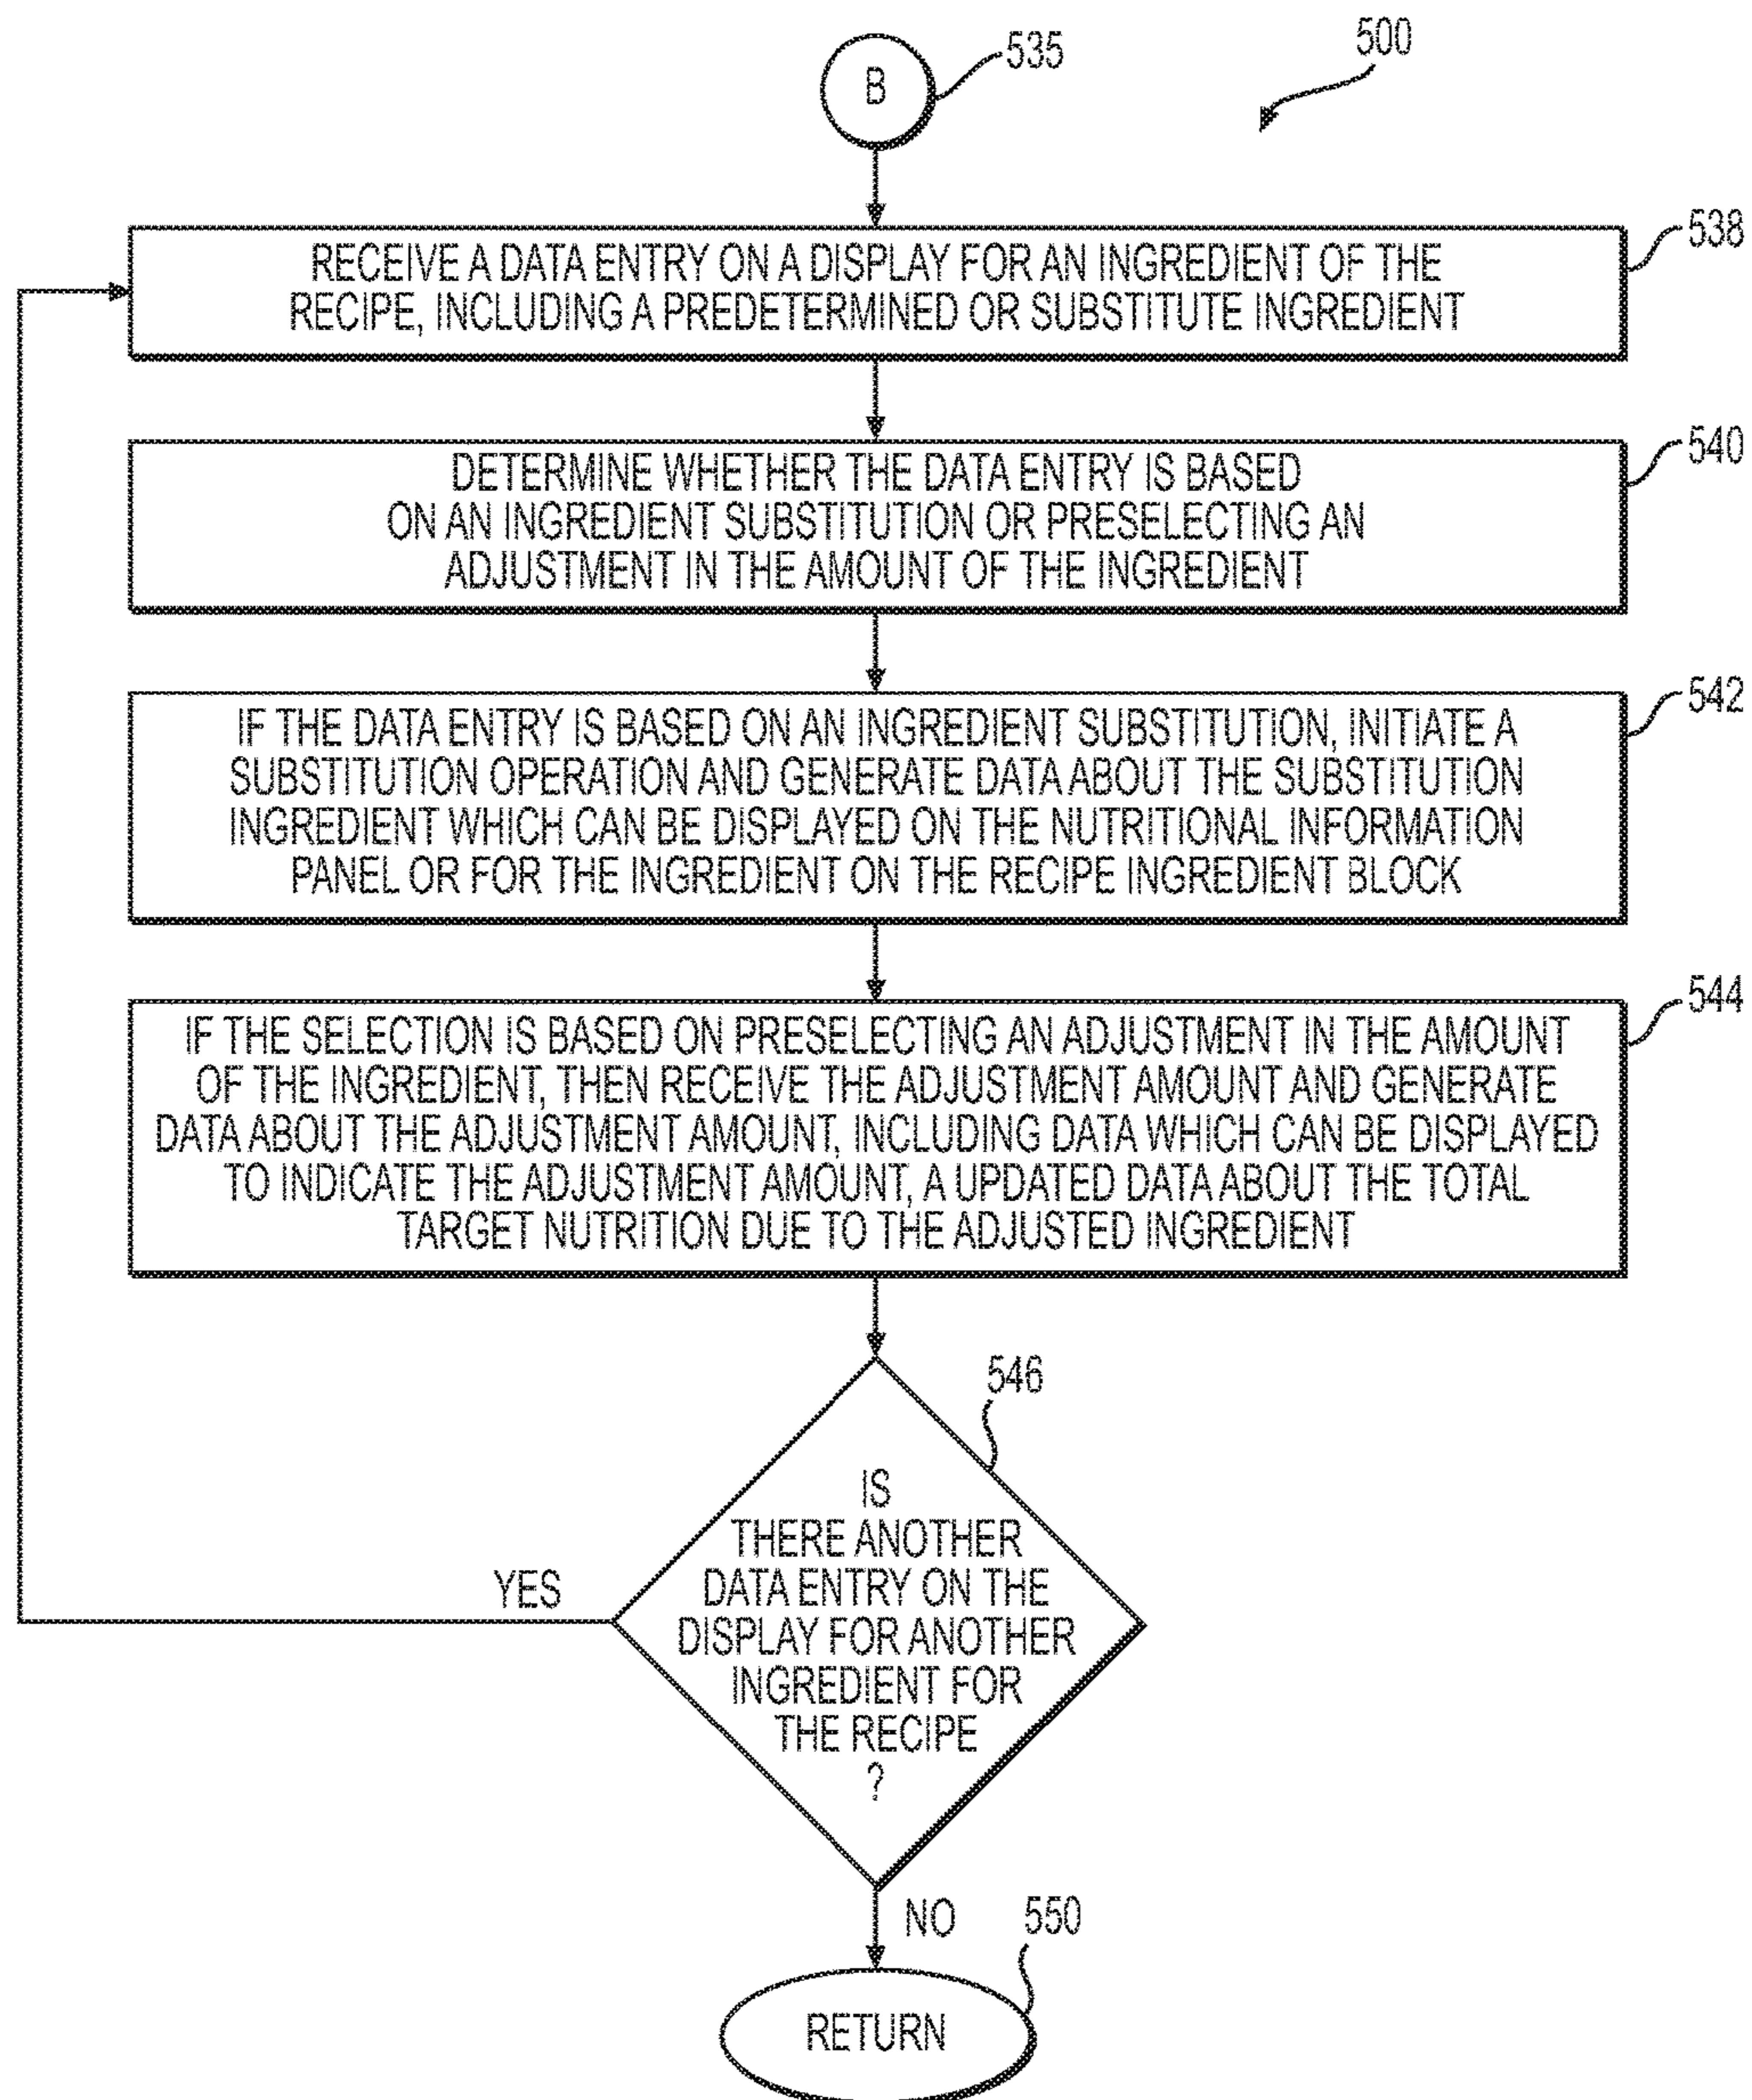 500
B
535
538
RECEIVE A DATA ENTRY ON A DISPLAY FOR AN INGREDIENT OF THE
RECIPE, INCLUDING A PREDETERMINED OR SUBSTITUTE INGREDIENT
540
DETERMINE WHETHER THE DATA ENTRY IS BASED
ON AN INGREDIENT SUBSTITUTION OR PRESELECTING AN
ADJUSTMENT IN THE AMOUNT OF THE INGREDIENT
542
IF THE DATA ENTRY IS BASED ON AN INGREDIENT SUBSTITUTION, INITIATE A
SUBSTITUTION OPERATION AND GENERATE DATA ABOUT THE SUBSTITUTION
INGREDIENT WHICH CAN BE DISPLAYED ON THE NUTRITIONAL INFORMATION
PANEL OR FOR THE INGREDIENT ON THE RECIPE INGREDIENT BLOCK
544
IF THE SELECTION IS BASED ON PRESELECTING AN ADJUSTMENT IN THE AMOUNT
OF THE INGREDIENT, THEN RECEIVE THE ADJUSTMENT AMOUNT AND GENERATE
DATA ABOUT THE ADJUSTMENT AMOUNT, INCLUDING DATA WHICH CAN BE DISPLAYED
TO INDICATE THE ADJUSTMENT AMOUNT, A UPDATED DATA ABOUT THE TOTAL
TARGET NUTRITION DUE TO THE ADJUSTED INGREDIENT
546
IS
THERE ANOTHER
DATA ENTRY ON THE
DISPLAY FOR ANOTHER
INGREDIENT FOR
THE RECIPE
?
YES
NO
550
RETURN